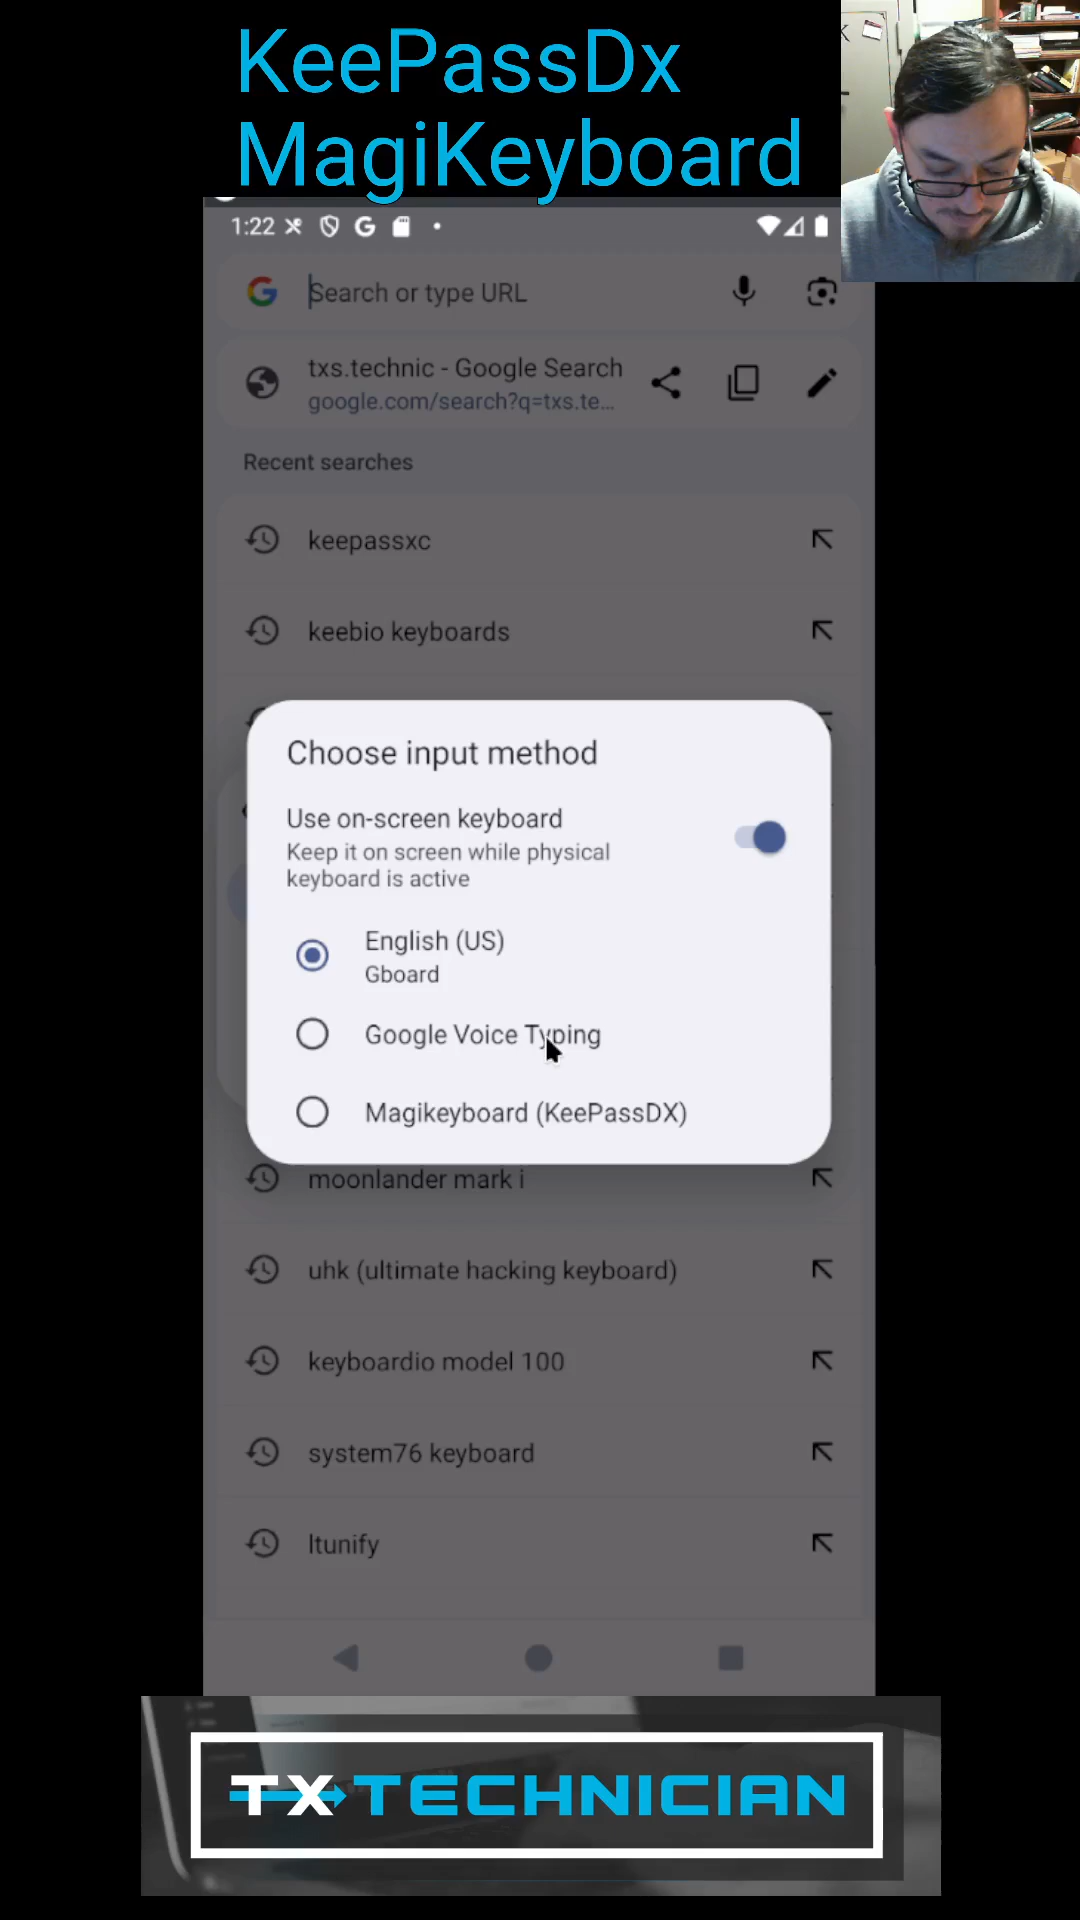 KeePassDx
MagiKeyboard
1:22
Search or type URL
txs.technic - Google Search
google.com/search?q=txs.te...
Recent searches
keepassxc
keebio keyboards
Choose input method
Use on-screen keyboard
Keep it on screen while physical
keyboard is active
English (US)
Gboard
Google Voice Typing
Magikeyboard (KeePassDX)
moonlander mark i
uhk (ultimate hacking keyboard)
keyboardio model 100
system76 keyboard
ltunify
TX TECHNICIAN